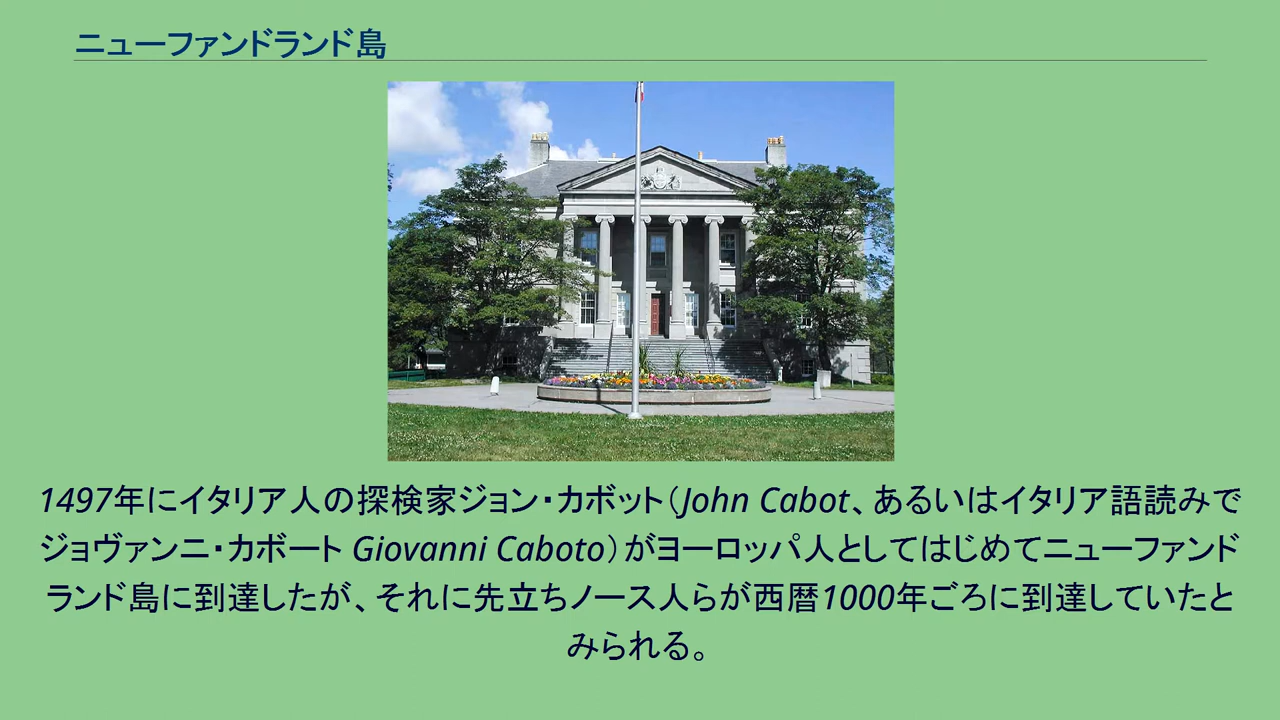 ニューファンドランド島
1497年にイタリア人の探検家ジョン・カボット（John Cabot、あるいはイタリア語読みで
ジョヴァンニ・カボート Giovanni Caboto）がヨーロッパ人としてはじめてニューファンド
ランド島に到達したが、それに先立ちノース人らが西暦1000年ごろに到達していたと
みられる。